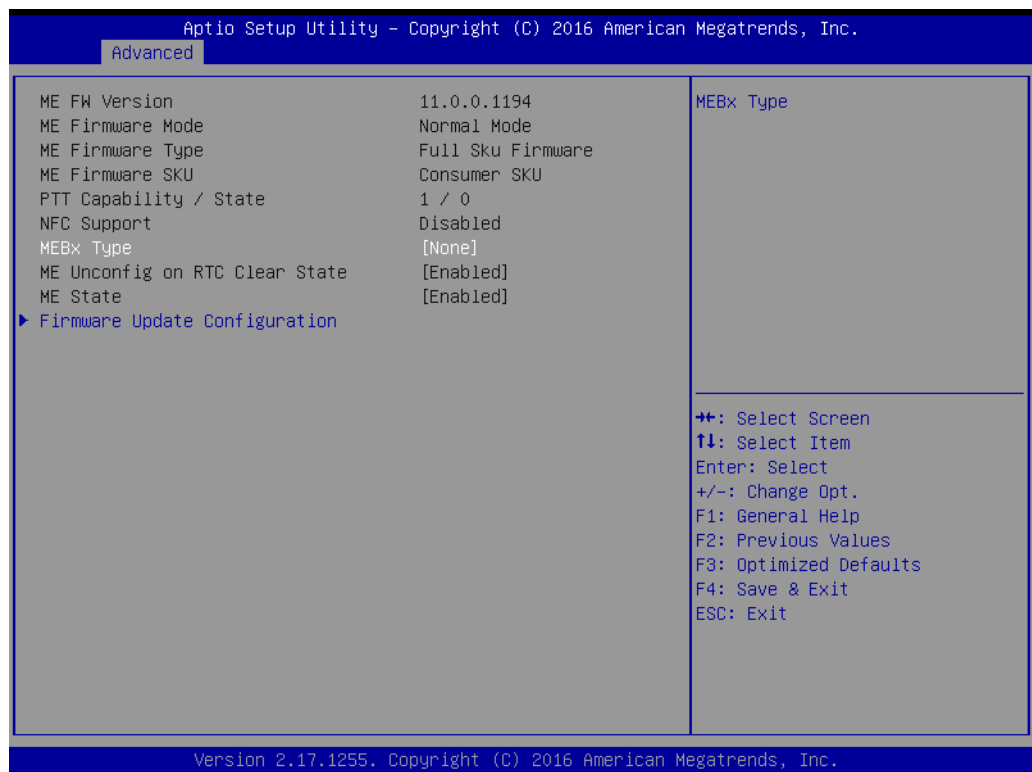 Aptio Setup Utility – Copyright (C) 2016 American Megatrends, Inc.
Advanced
ME FW Version 11.0.0.1194
ME Firmware Mode Normal Mode
ME Firmware Type Full Sku Firmware
ME Firmware SKU Consumer SKU
PTT Capability / State 1 / 0
NFC Support Disabled
MEBx Type [None]
ME Unconfig on RTC Clear State [Enabled]
ME State [Enabled]
▶ Firmware Update Configuration
MEBx Type
→←: Select Screen
↑↓: Select Item
Enter: Select
+/-: Change Opt.
F1: General Help
F2: Previous Values
F3: Optimized Defaults
F4: Save & Exit
ESC: Exit
Version 2.17.1255. Copyright (C) 2016 American Megatrends, Inc.